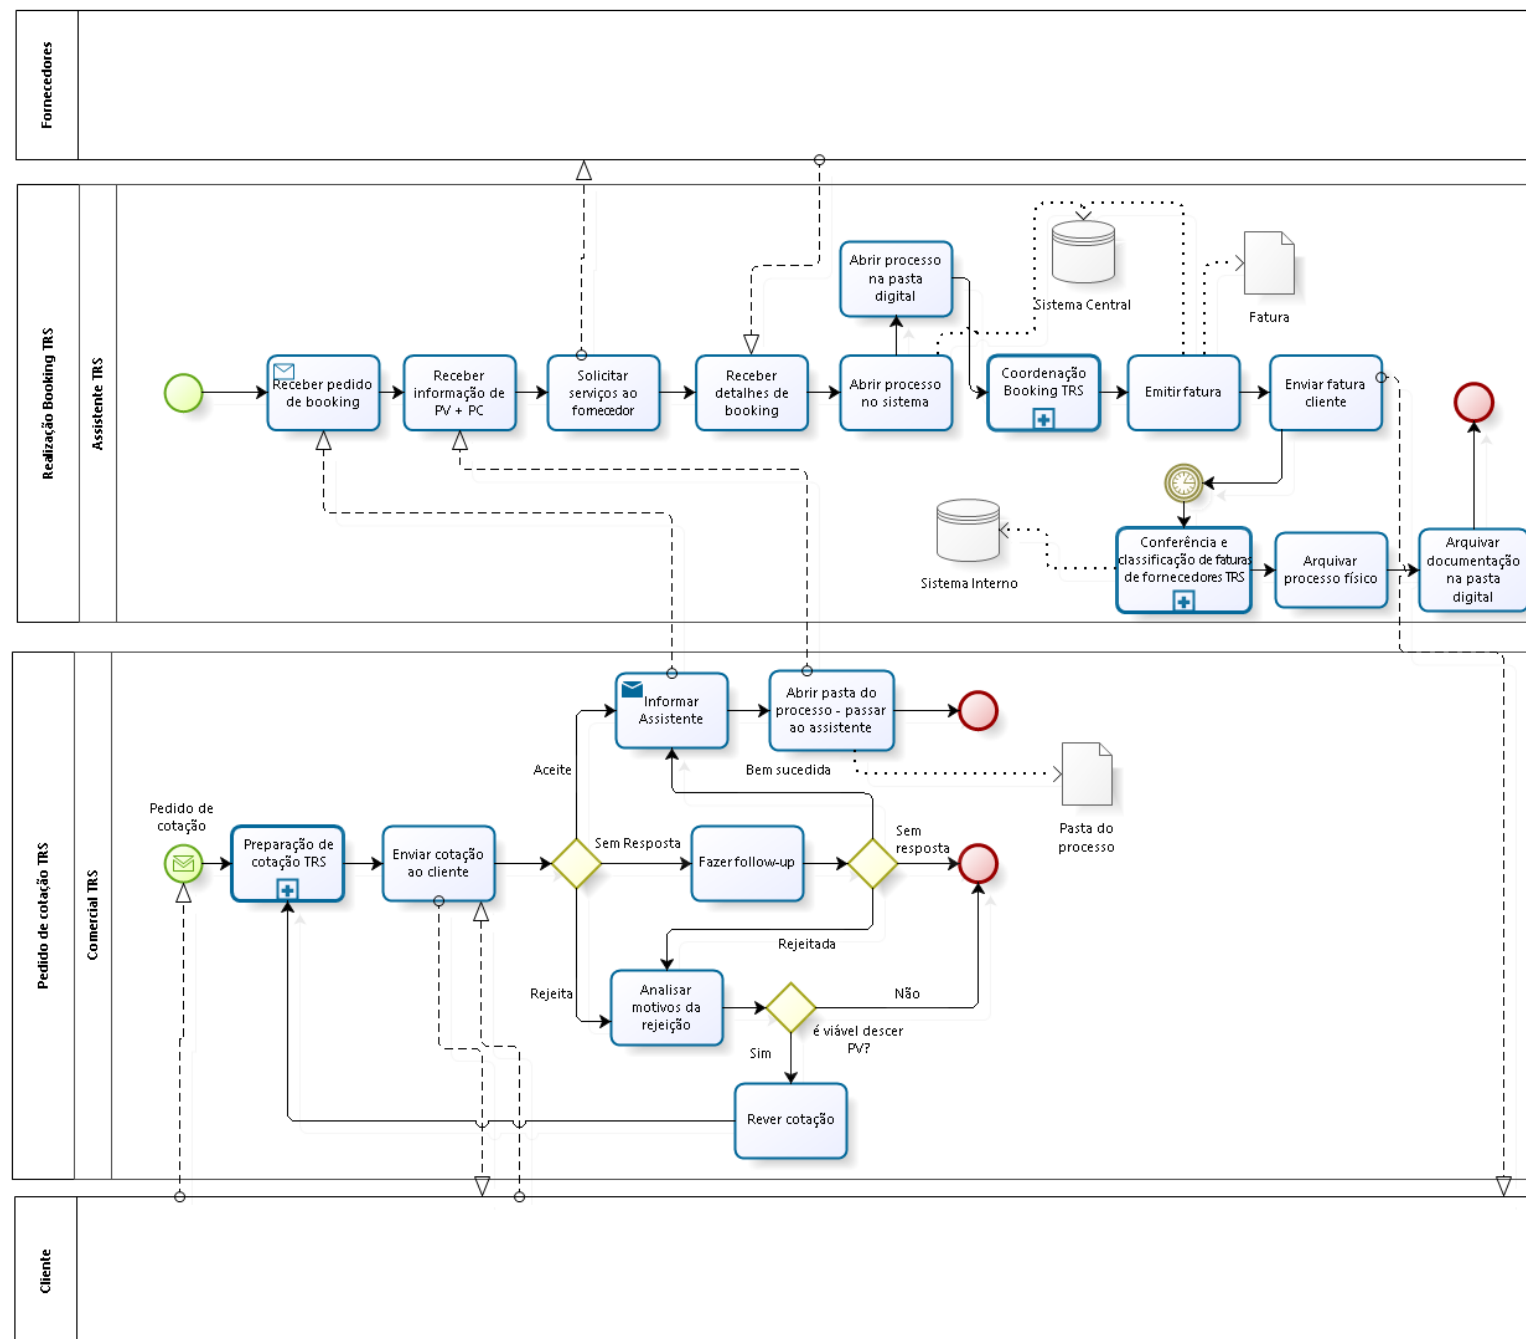 Fornecedores
Realização Booking TRS
Assistente TRS
Abrir processo
na pasta
digital
Sistema Central
Fatura
Receber pedido
de booking
Receber
informação de
PV + PC
Solicitar
serviços ao
fornecedor
Receber
detalhes de
booking
Abrir processo
no sistema
Coordenação
Booking TRS
Emitir fatura
Enviar fatura
cliente
Sistema Interno
Conferência e
classificação de faturas
de fornecedores TRS
Arquivar
processo físico
Arquivar
documentação
na pasta
digital
Pedido de cotação TRS
Comercial TRS
Informar
Assistente
Abrir pasta do
processo - passar
ao assistente
Aceite
Bem sucedida
Pasta do
processo
Pedido de
cotação
Preparação de
cotação TRS
Enviar cotação
ao cliente
Sem Resposta
Fazer follow-up
Sem
resposta
Rejeitada
Rejeita
Analisar
motivos da
rejeição
Não
é viável descer
PV?
Sim
Rever cotação
Cliente